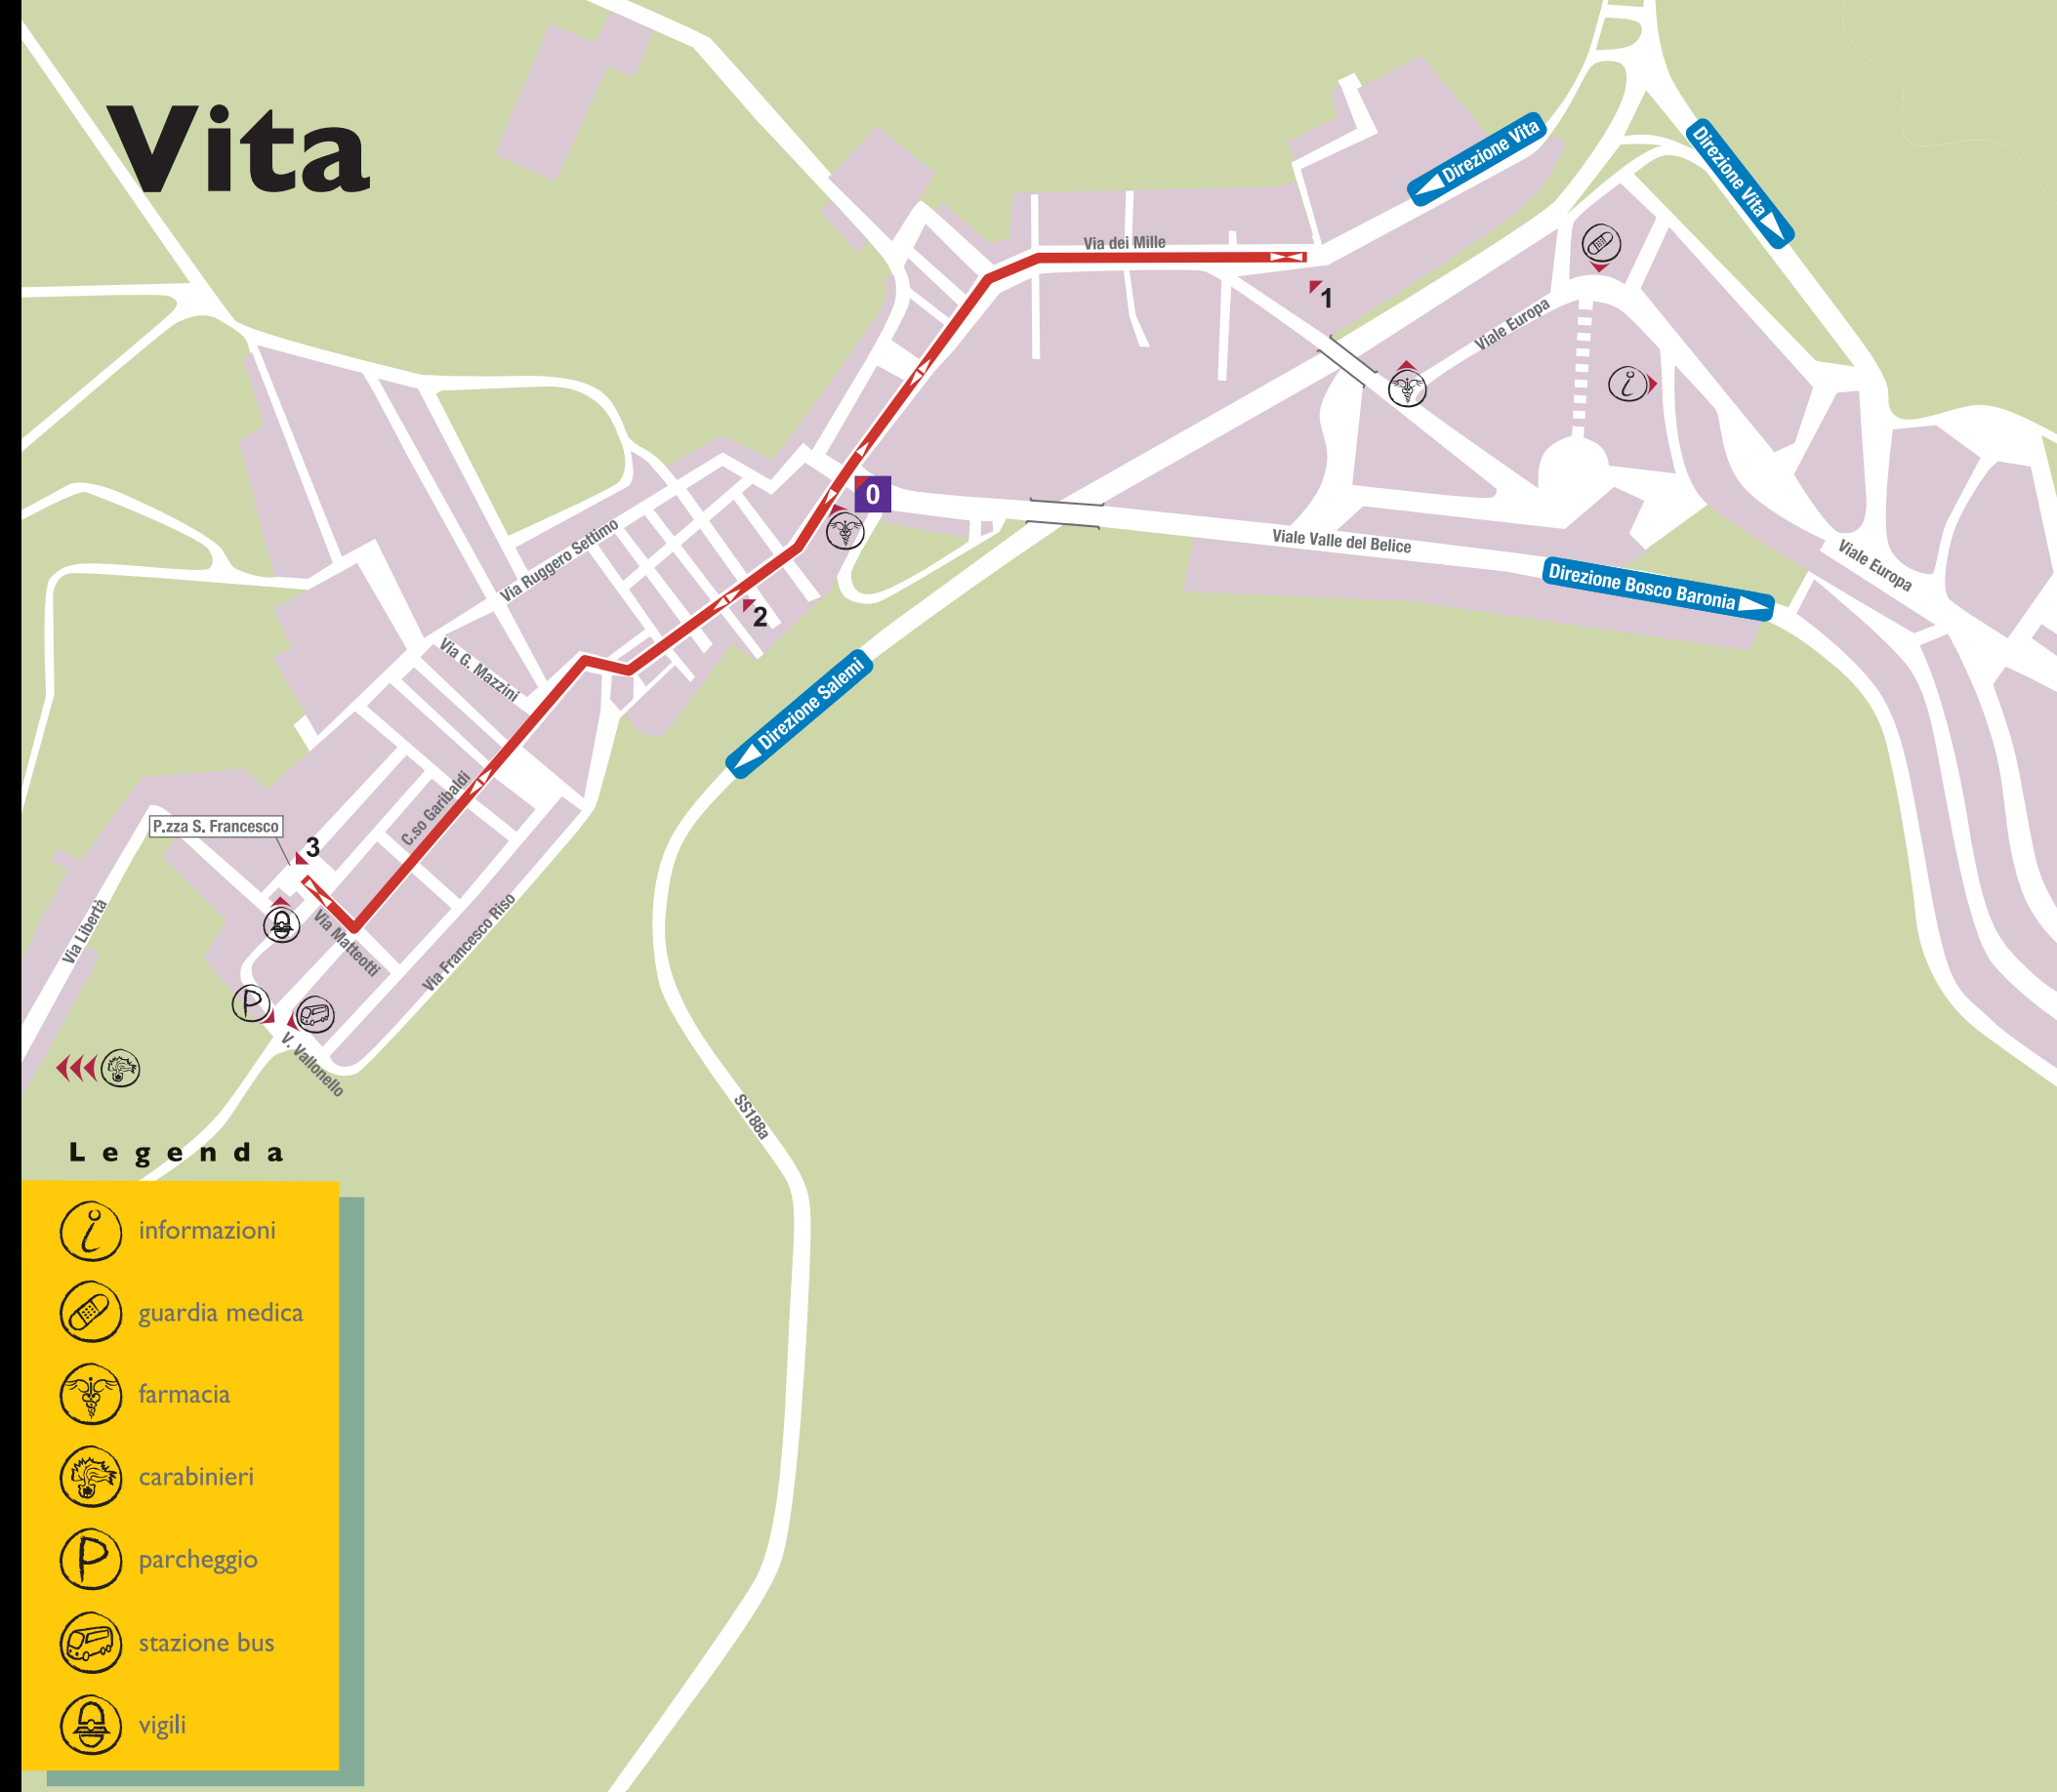 Vita
Direzione Vita
Direzione Vita
Via dei Mille
1
Viale Europa
0
Viale Valle del Belice
Via Ruggero Settimo
Viale Europa
Direzione Bosco Baronia
2
Via G. Mazzini
Direzione Salemi
C.so Garibaldi
P.zza S. Francesco
3
Via Libertà
Via Matteotti
Via Francesco Riso
P
V. Vallonello
SS188a
Legenda
i informazioni
guardia medica
farmacia
carabinieri
P parcheggio
stazione bus
vigili